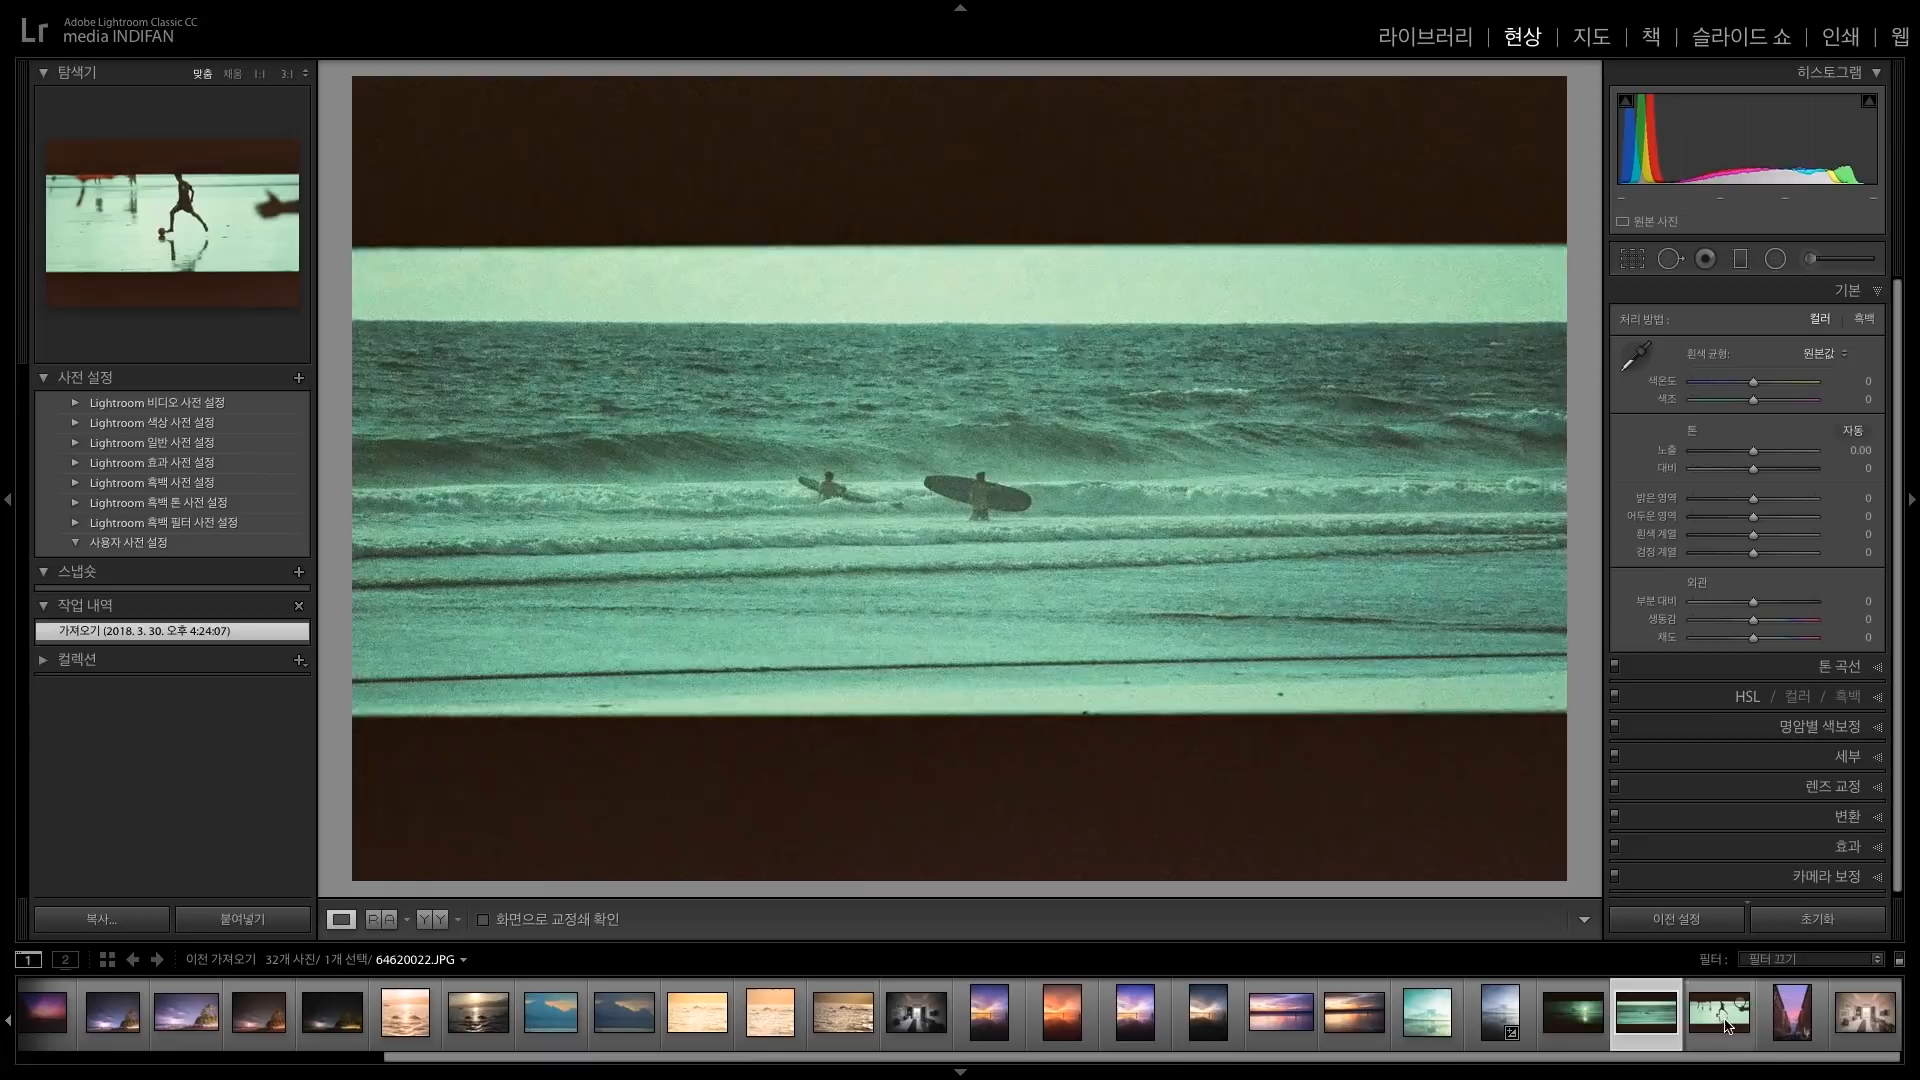 Lr Adobe Lightroom Classic CC
media INDIFAN
라이브러리 | 현상 | 지도 | 책 | 슬라이드 쇼 | 인쇄 | 웹
탐색기 맞춤 채움 1:1 3:1
사전 설정
Lightroom 비디오 사전 설정
Lightroom 색상 사전 설정
Lightroom 일반 사전 설정
Lightroom 효과 사전 설정
Lightroom 흑백 사전 설정
Lightroom 흑백 톤 사전 설정
Lightroom 흑백 필터 사전 설정
사용자 사전 설정
스냅숏
작업 내역
가져오기 (2018. 3. 30. 오후 4:24:07)
컬렉션
복사... 붙여넣기
RA YY 화면으로 교정쇄 확인
히스토그램
원본 사진
기본
처리 방법 : 컬러 흑백
흰색 균형: 원본값
색온도 0
색조 0
톤 자동
노출 0.00
대비 0
밝은 영역 0
어두운 영역 0
흰색 계열 0
검정 계열 0
외관
부분 대비 0
생동감 0
채도 0
톤 곡선
HSL / 컬러 / 흑백
명암별 색보정
세부
렌즈 교정
변환
효과
카메라 보정
이전 설정 초기화
1 2 이전 가져오기 32개 사진/ 1개 선택/ 64620022.JPG 필터 : 필터 끄기